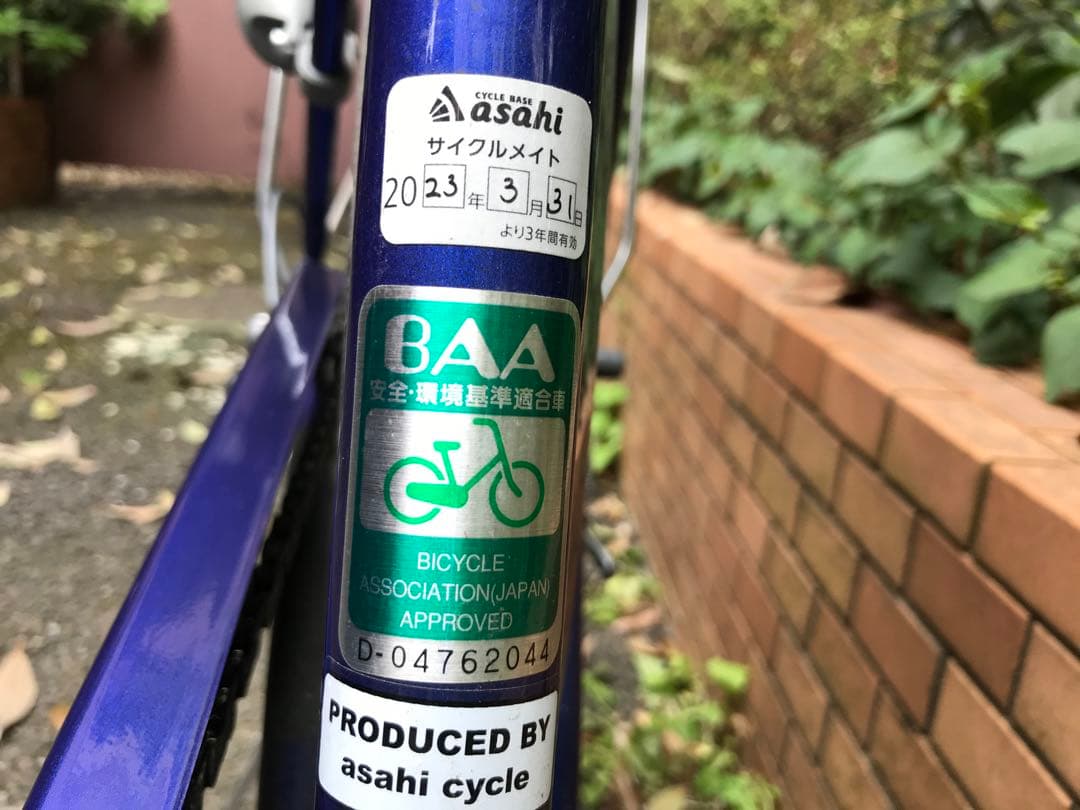 CYCLE BASE
asahi
サイクルメイト
2023年3月31日
より3年間有効
BAA
安全・環境基準適合車
BICYCLE
ASSOCIATION(JAPAN)
APPROVED
D-04762044
PRODUCED BY
asahi cycle